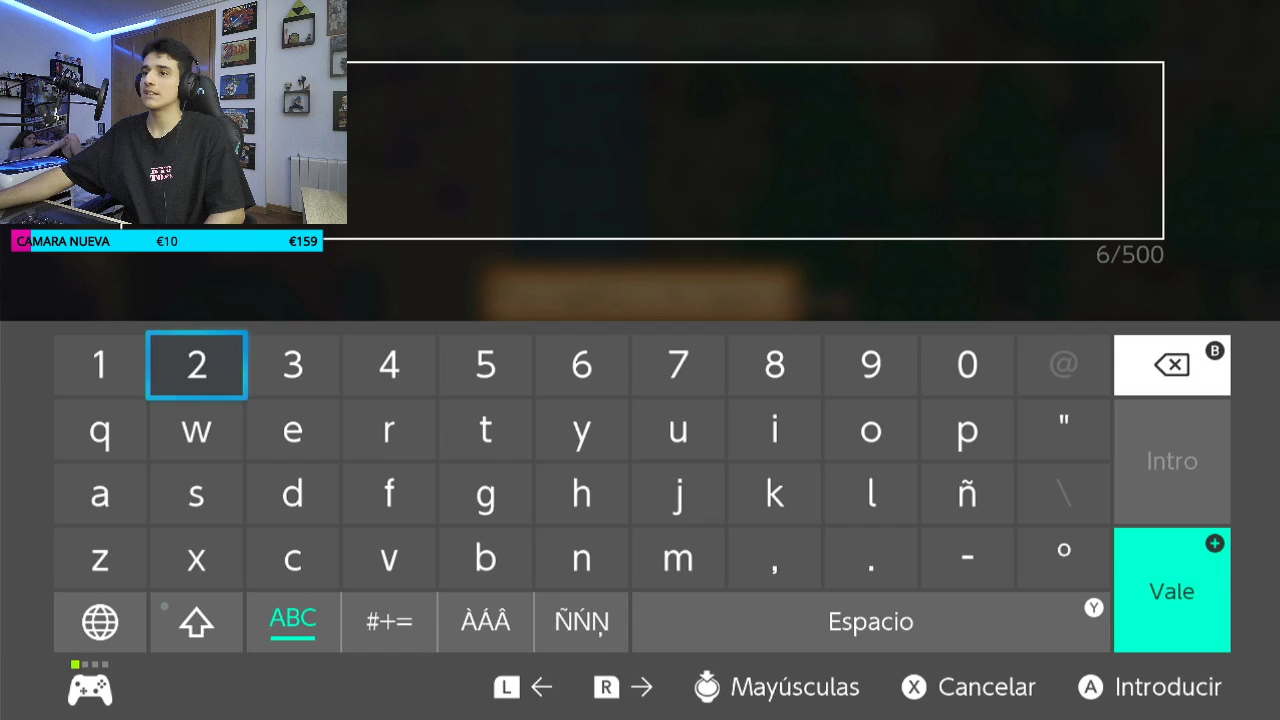 CAMARA NUEVA €10 €159
6/500
1 2 3 4 5 6 7 8 9 0 @ B
q w e r t y u i o p "
Intro
a s d f g h j k l ñ \
z x c v b n m , . - º
+
Vale
ABC #+= ÀÁÂ ÑŃŅ Espacio Y
L ← R → Mayúsculas X Cancelar A Introducir